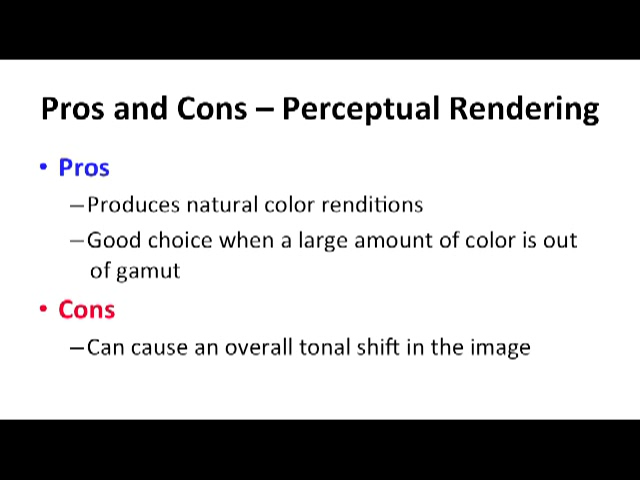 Pros and Cons – Perceptual Rendering
• Pros
–Produces natural color renditions
–Good choice when a large amount of color is out
of gamut
• Cons
–Can cause an overall tonal shift in the image